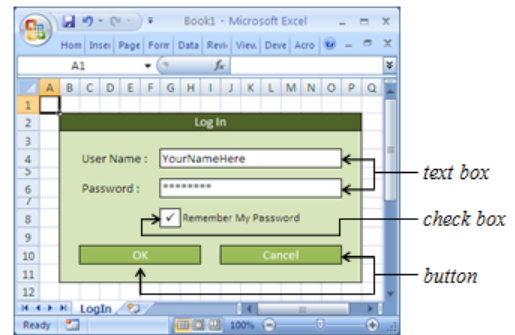 Book1 - Microsoft Excel
Hom Inser Page Form Data Revi View Deve Acro
A1 fx
A B C D E F G H I J K L M N O P Q
1
2 Log In
3
4 User Name : YourNameHere
5
6 Password : ********
7
8 ✓ Remember My Password
9
10 OK Cancel
11
12
text box
check box
button
LogIn
Ready 100%